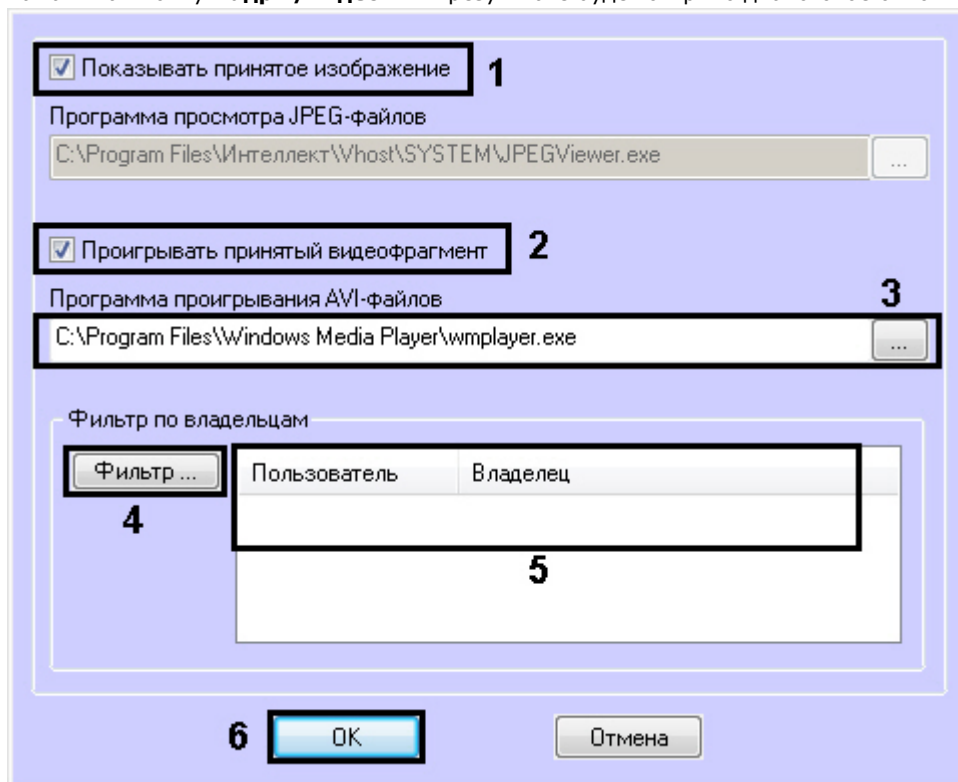 Показывать принятое изображение 1
Программа просмотра JPEG-файлов
C:\Program Files\Интеллект\Vhost\SYSTEM\JPEGViewer.exe ...
Проигрывать принятый видеофрагмент 2
Программа проигрывания AVI-файлов 3
C:\Program Files\Windows Media Player\wmplayer.exe ...
Фильтр по владельцам
Фильтр ... Пользователь Владелец
4
5
6 OK Отмена